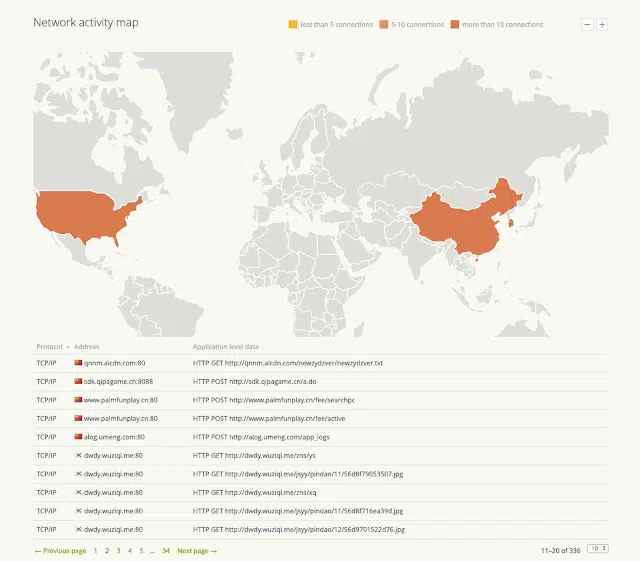 Network activity map
less than 5 connections 5-10 connections more than 10 connections − +
Protocol Address Application level data
TCP/IP qnnm.aicdn.com:80 HTTP GET http://qnnm.aicdn.com/newzydzver/newzydzver.txt
TCP/IP sdk.qipagame.cn:8088 HTTP POST http://sdk.qipagame.cn/a.do
TCP/IP www.palmfunplay.cn:80 HTTP POST http://www.palmfunplay.cn/fee/searchpc
TCP/IP www.palmfunplay.cn:80 HTTP POST http://www.palmfunplay.cn/fee/active
TCP/IP alog.umeng.com:80 HTTP POST http://alog.umeng.com/app_logs
TCP/IP dwdy.wuziqi.me:80 HTTP GET http://dwdy.wuziqi.me/zns/ys
TCP/IP dwdy.wuziqi.me:80 HTTP GET http://dwdy.wuziqi.me/jsyy/pindao/11/56d8f79053507.jpg
TCP/IP dwdy.wuziqi.me:80 HTTP GET http://dwdy.wuziqi.me/zns/xq
TCP/IP dwdy.wuziqi.me:80 HTTP GET http://dwdy.wuziqi.me/jsyy/pindao/11/56d8f716ea39d.jpg
TCP/IP dwdy.wuziqi.me:80 HTTP GET http://dwdy.wuziqi.me/jsyy/pindao/12/56d9701522d76.jpg
← Previous page 1 2 3 4 5 ... 34 Next page → 11–20 of 336 10